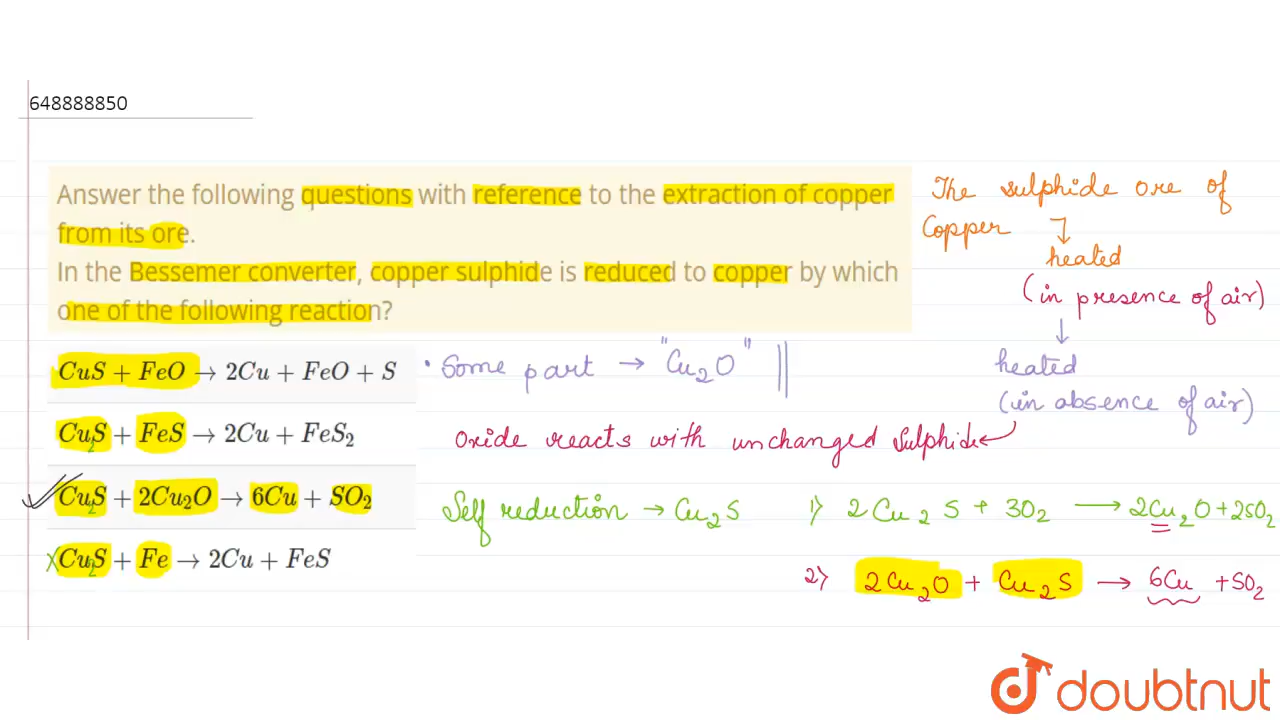 648888850
Answer the following questions with reference to the extraction of copper
from its ore.
In the Bessemer converter, copper sulphide is reduced to copper by which
one of the following reaction?
CuS + FeO → 2Cu + FeO + S
Cu₂S + FeS → 2Cu + FeS₂
Cu₂S + 2Cu₂O → 6Cu + SO₂
Cu₂S + Fe → 2Cu + FeS
The sulphide ore of
Copper
heated
(in presence of air)
heated
(in absence of air)
• Some part → "Cu₂O"
Oxide reacts with unchanged Sulphide
Self reduction → Cu₂S
1) 2Cu₂S + 3O₂ → 2Cu₂O + 2SO₂
2) 2Cu₂O + Cu₂S → 6Cu + SO₂
doubtnut